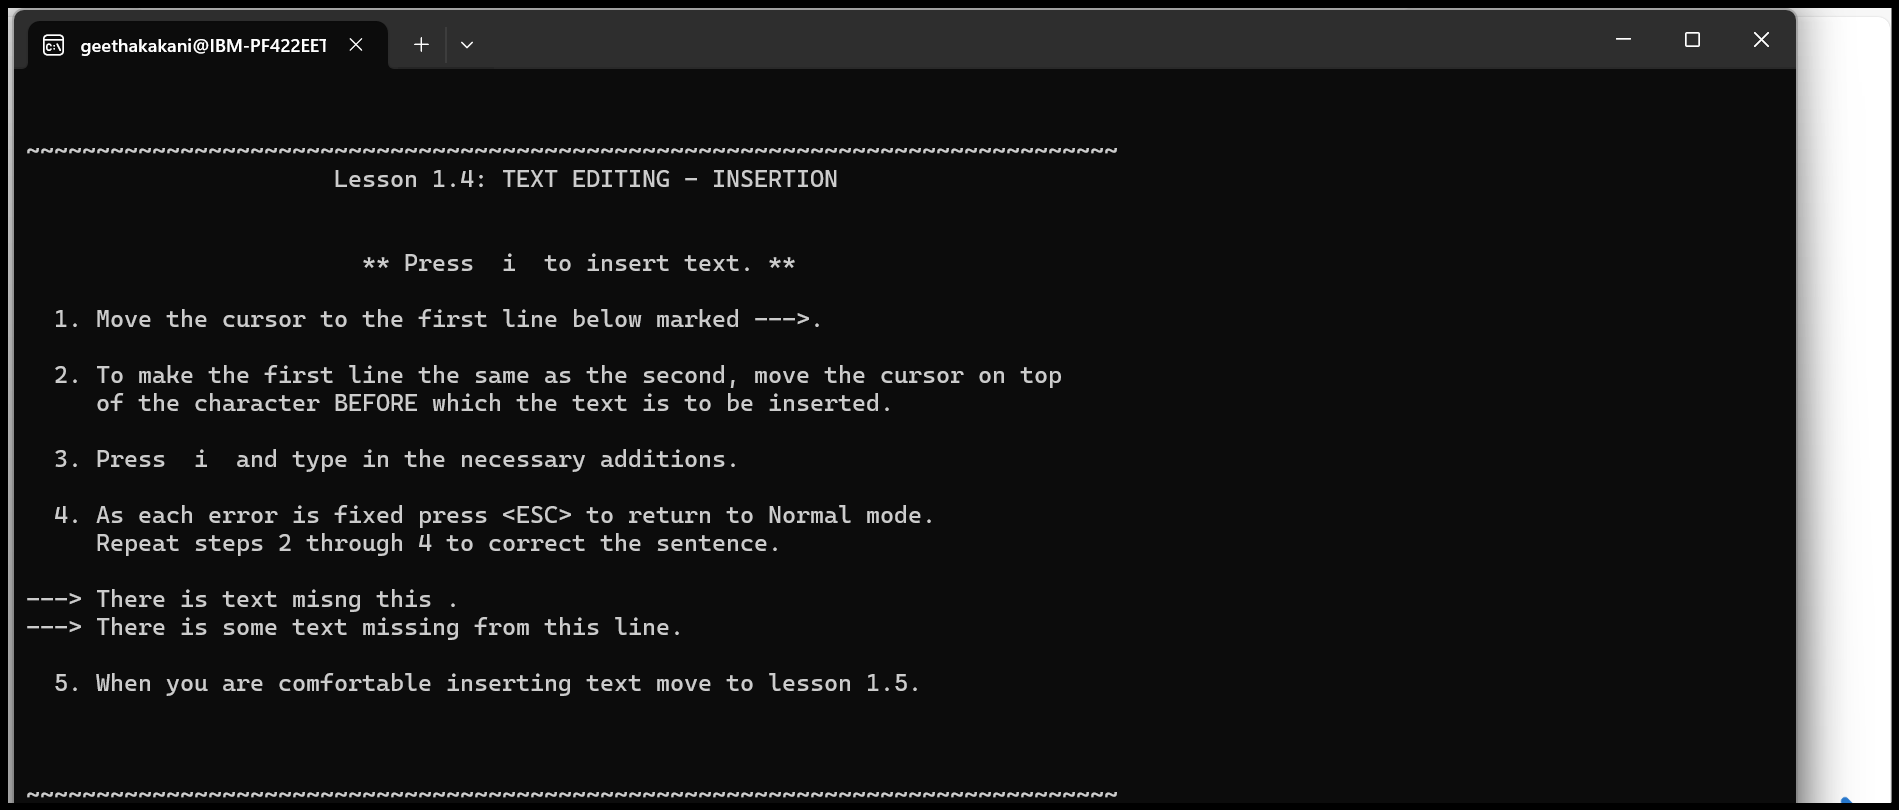 geethakakani@IBM-PF422EET
~~~~~~~~~~~~~~~~~~~~~~~~~~~~~~~~~~~~~~~~~~~~~~~~~~~~~~~~~~~~~~~~~~~~~~~~~~~~~~
Lesson 1.4: TEXT EDITING - INSERTION
** Press  i  to insert text. **
1. Move the cursor to the first line below marked --->.
2. To make the first line the same as the second, move the cursor on top
of the character BEFORE which the text is to be inserted.
3. Press  i  and type in the necessary additions.
4. As each error is fixed press <ESC> to return to Normal mode.
Repeat steps 2 through 4 to correct the sentence.
---> There is text misng this .
---> There is some text missing from this line.
5. When you are comfortable inserting text move to lesson 1.5.
~~~~~~~~~~~~~~~~~~~~~~~~~~~~~~~~~~~~~~~~~~~~~~~~~~~~~~~~~~~~~~~~~~~~~~~~~~~~~~